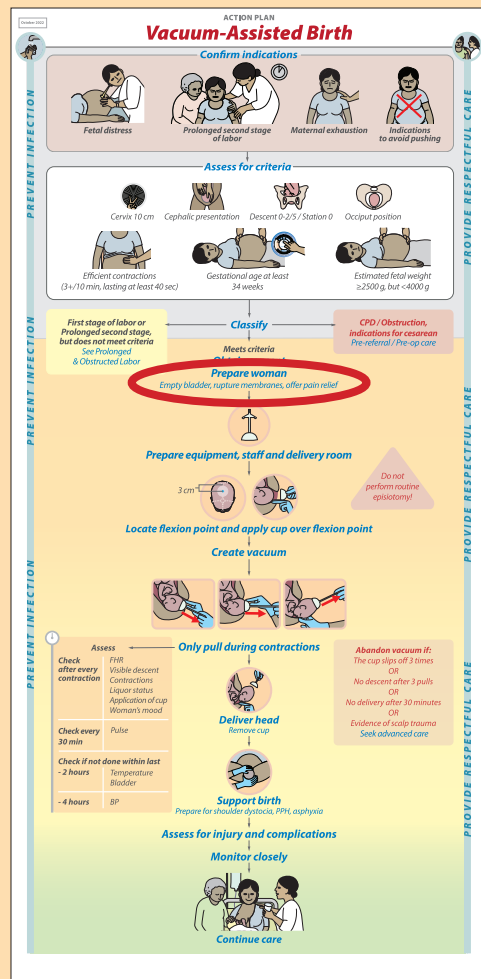 October 2022
ACTION PLAN
Vacuum-Assisted Birth
Confirm indications
Fetal distress
Prolonged second stage
of labor
Maternal exhaustion
Indications
to avoid pushing
Assess for criteria
Cervix 10 cm
Cephalic presentation
Descent 0-2/5 / Station 0
Occiput position
Efficient contractions
(3+/10 min, lasting at least 40 sec)
Gestational age at least
34 weeks
Estimated fetal weight
≥2500 g, but <4000 g
First stage of labor or
Prolonged second stage,
but does not meet criteria
See Prolonged
& Obstructed Labor
Classify
CPD / Obstruction,
indications for cesarean
Pre-referral / Pre-op care
Meets criteria
Prepare woman
Empty bladder, rupture membranes, offer pain relief
Prepare equipment, staff and delivery room
Do not
perform routine
episiotomy!
3 cm
Locate flexion point and apply cup over flexion point
Create vacuum
Only pull during contractions
Assess
Check
after every
contraction
FHR
Visible descent
Contractions
Liquor status
Application of cup
Woman's mood
Check every
30 min
Pulse
Check if not done within last
- 2 hours
Temperature
Bladder
- 4 hours
BP
Abandon vacuum if:
The cup slips off 3 times
OR
No descent after 3 pulls
OR
No delivery after 30 minutes
OR
Evidence of scalp trauma
Seek advanced care
Deliver head
Remove cup
Support birth
Prepare for shoulder dystocia, PPH, asphyxia
Assess for injury and complications
Monitor closely
Continue care
PREVENT INFECTION
PREVENT INFECTION
PREVENT INFECTION
PROVIDE RESPECTFUL CARE
PROVIDE RESPECTFUL CARE
PROVIDE RESPECTFUL CARE